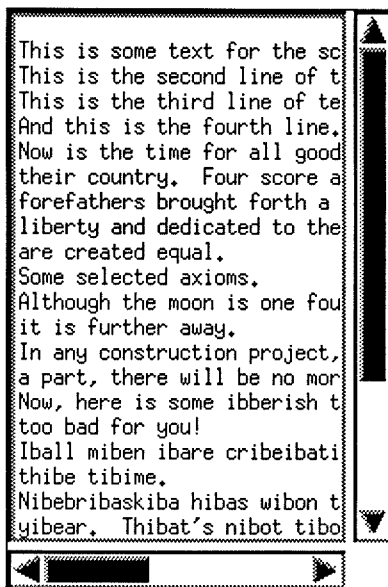 This is some text for the sc
This is the second line of t
This is the third line of te
And this is the fourth line.
Now is the time for all good
their country.  Four score a
forefathers brought forth a
liberty and dedicated to the
are created equal.
Some selected axioms.
Although the moon is one fou
it is further away.
In any construction project,
a part, there will be no mor
Now, here is some ibberish t
too bad for you!
Iball miben ibare cribeibati
thibe tibime.
Nibebribaskiba hibas wibon t
yibear.  Thibat's nibot tibo